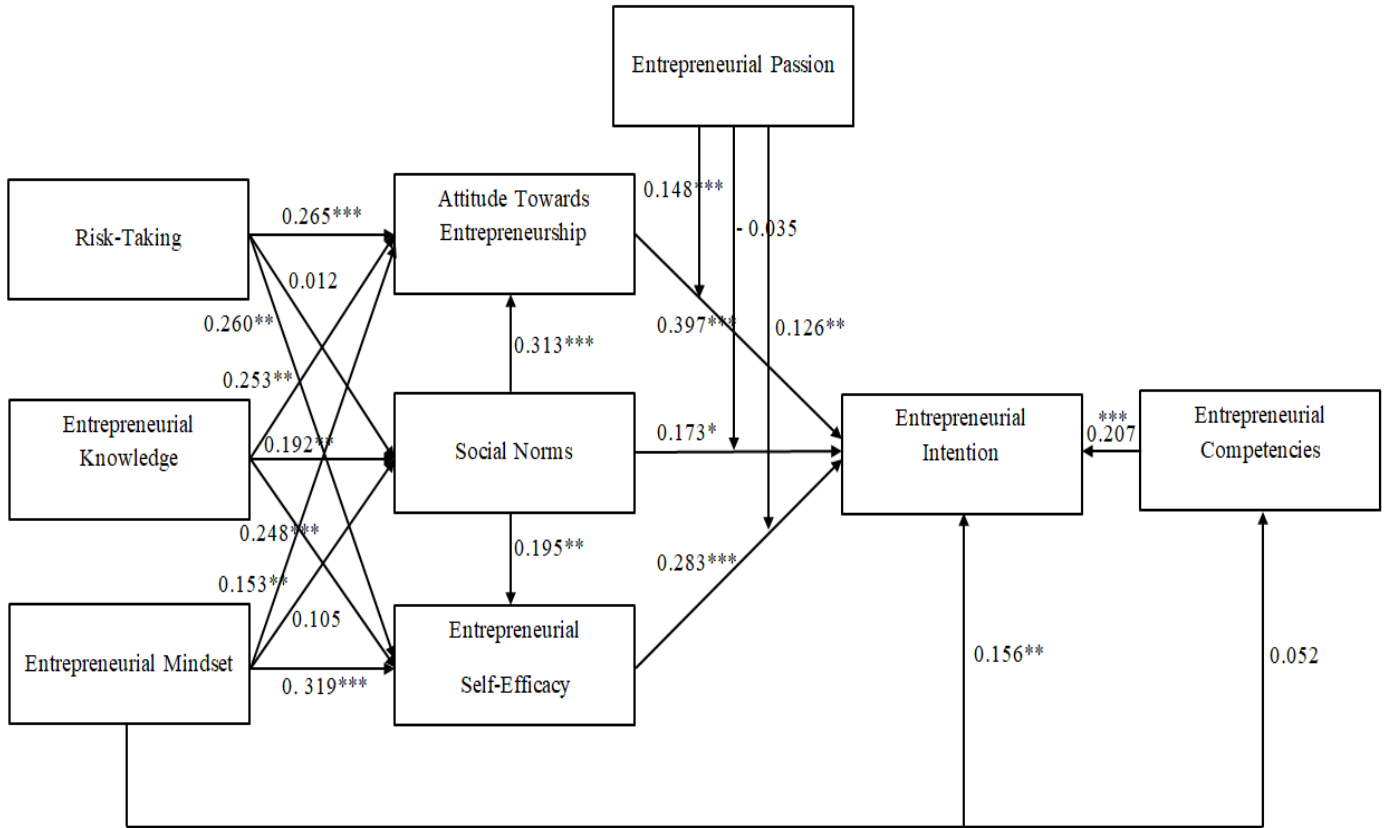 Entrepreneurial Passion
Risk-Taking
0.265***
Attitude Towards
Entrepreneurship
0.148***
- 0.035
0.012
0.260**
0.397***
0.126**
0.313***
0.253**
Entrepreneurial
Knowledge
0.192**
Social Norms
0.173*
Entrepreneurial
Intention
***
0.207
Entrepreneurial
Competencies
0.248***
0.195**
0.283***
0.153**
0.105
Entrepreneurial Mindset
0. 319***
Entrepreneurial
Self-Efficacy
0.156**
0.052